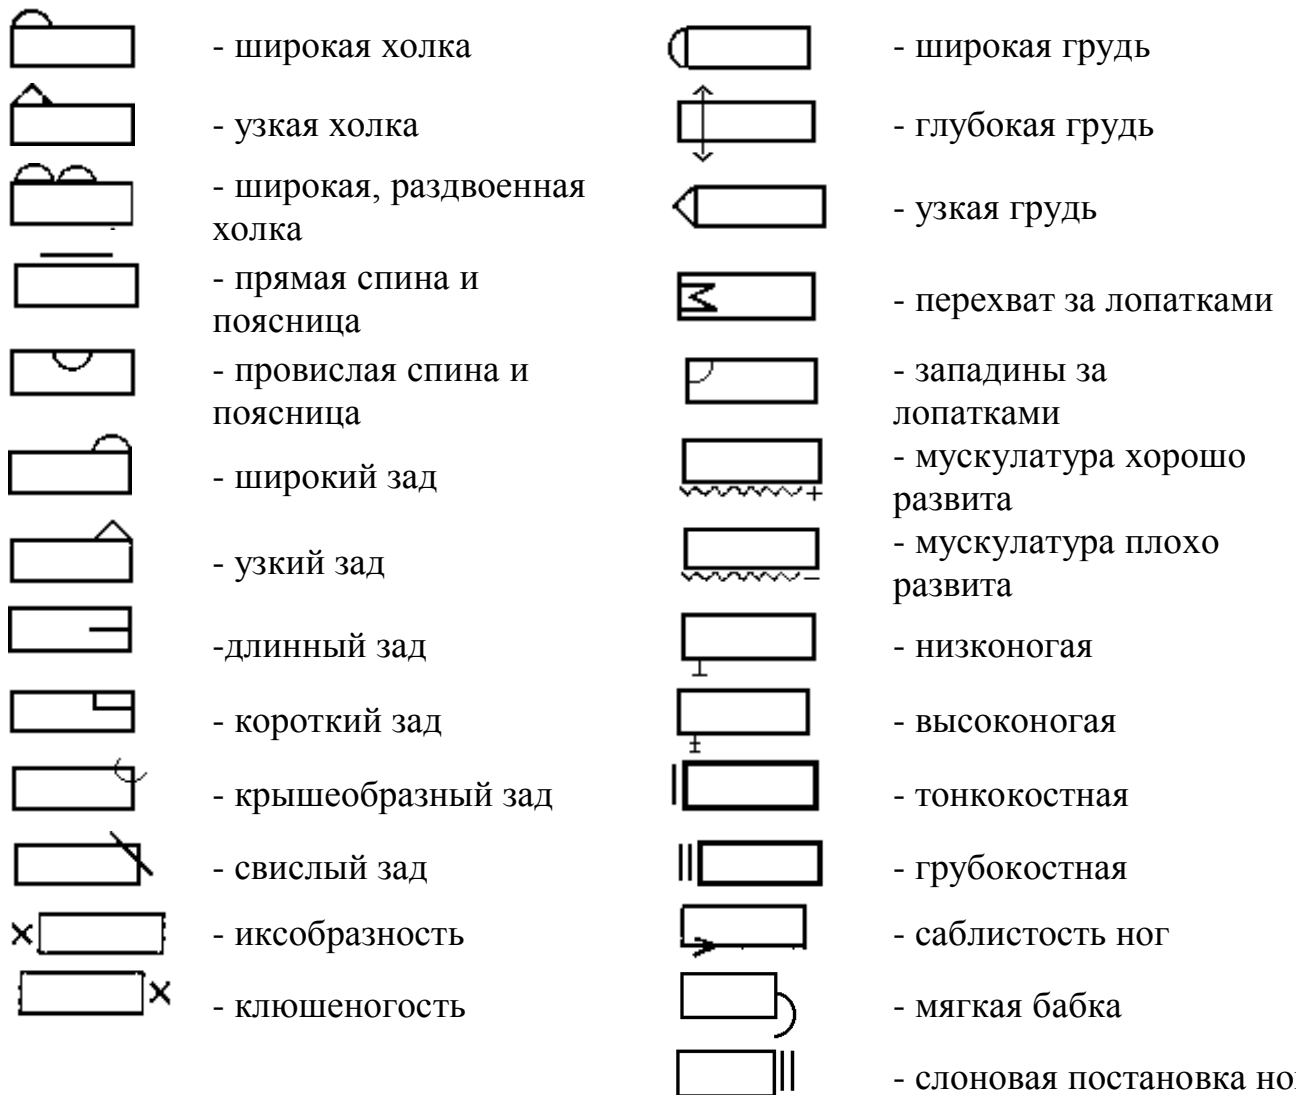 - широкая холка
- узкая холка
- широкая, раздвоенная
холка
- прямая спина и
поясница
- провислая спина и
поясница
- широкий зад
- узкий зад
-длинный зад
- короткий зад
- крышеобразный зад
- свислый зад
- иксобразность
- клюшеногость
- широкая грудь
- глубокая грудь
- узкая грудь
- перехват за лопатками
- западины за
лопатками
- мускулатура хорошо
развита
- мускулатура плохо
развита
- низконогая
- высоконогая
- тонкокостная
- грубокостная
- саблистость ног
- мягкая бабка
- слоновая постановка